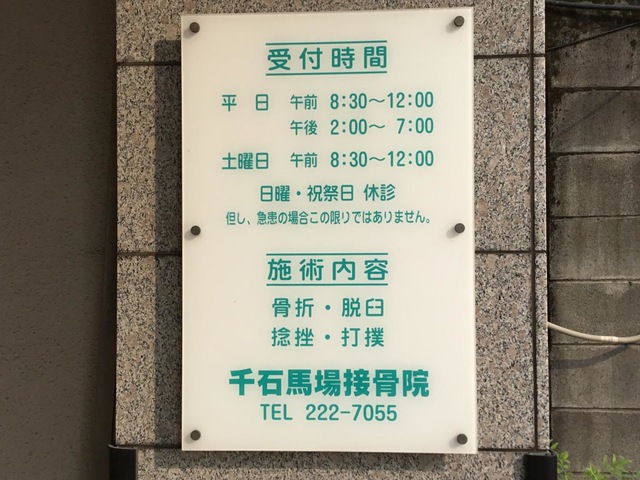 受付時間
平 日 午前 8:30〜12:00
午後 2:00〜 7:00
土曜日 午前 8:30〜12:00
日曜・祝祭日 休診
但し、急患の場合この限りではありません。
施術内容
骨折・脱臼
捻挫・打撲
千石馬場接骨院
TEL 222-7055